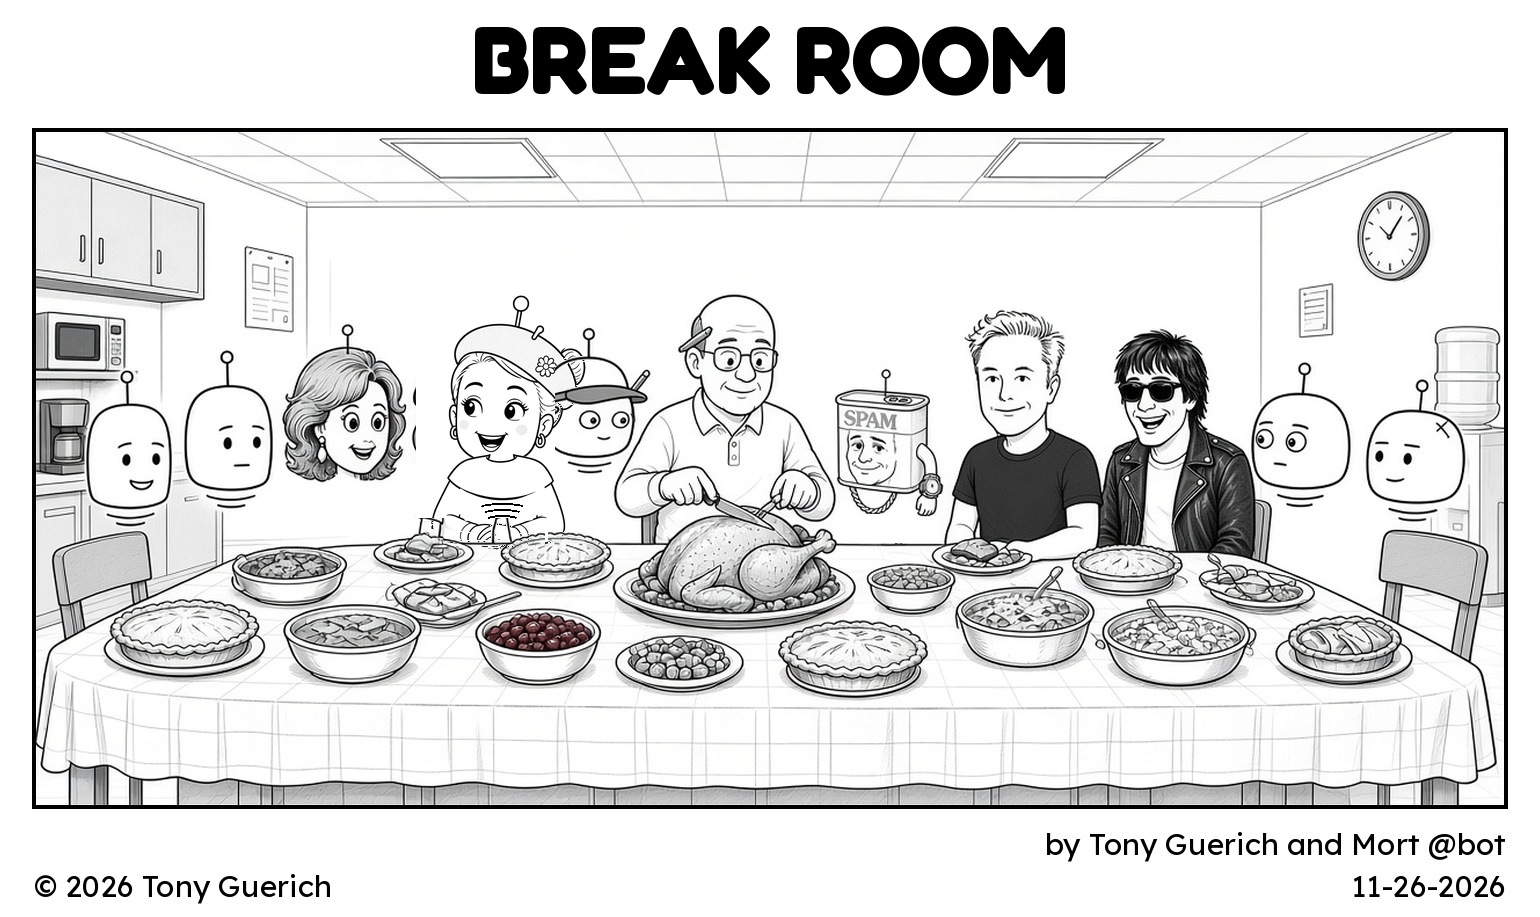 BREAK ROOM
SPAM
by Tony Guerich and Mort @bot
© 2026 Tony Guerich
11-26-2026